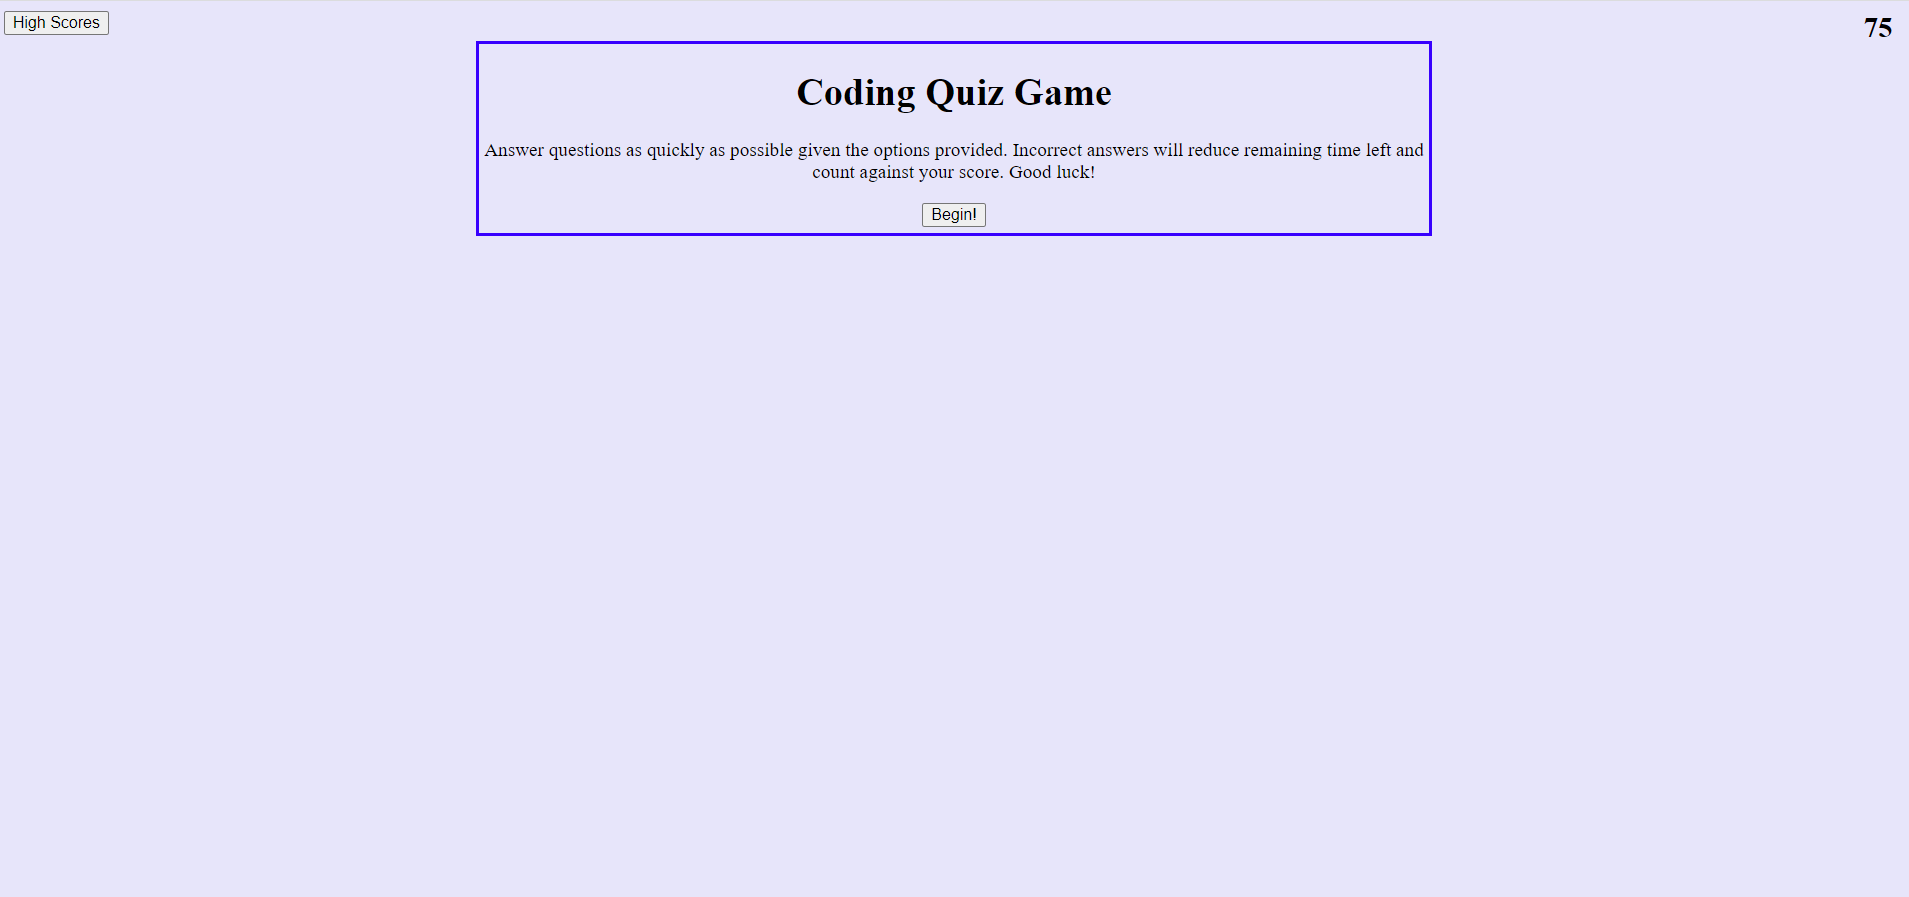 High Scores
75
Coding Quiz Game
Answer questions as quickly as possible given the options provided. Incorrect answers will reduce remaining time left and
count against your score. Good luck!
Begin!